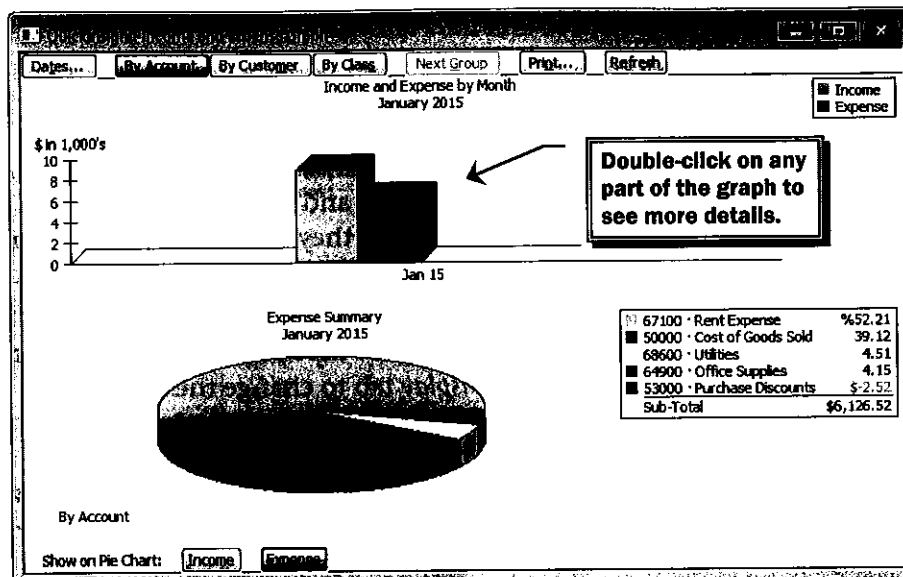 Dates... By Account By Customer By Class Next Group Print... Refresh
Income and Expense by Month
January 2015
Income
Expense
$ in 1,000's
10
8
6
4
2
0
Jan 15
Double-click on any
part of the graph to
see more details.
Expense Summary
January 2015
67100 · Rent Expense %52.21
50000 · Cost of Goods Sold 39.12
68600 · Utilities 4.51
64900 · Office Supplies 4.15
53000 · Purchase Discounts $-2.52
Sub-Total $6,126.52
By Account
Show on Pie Chart: Income Expense